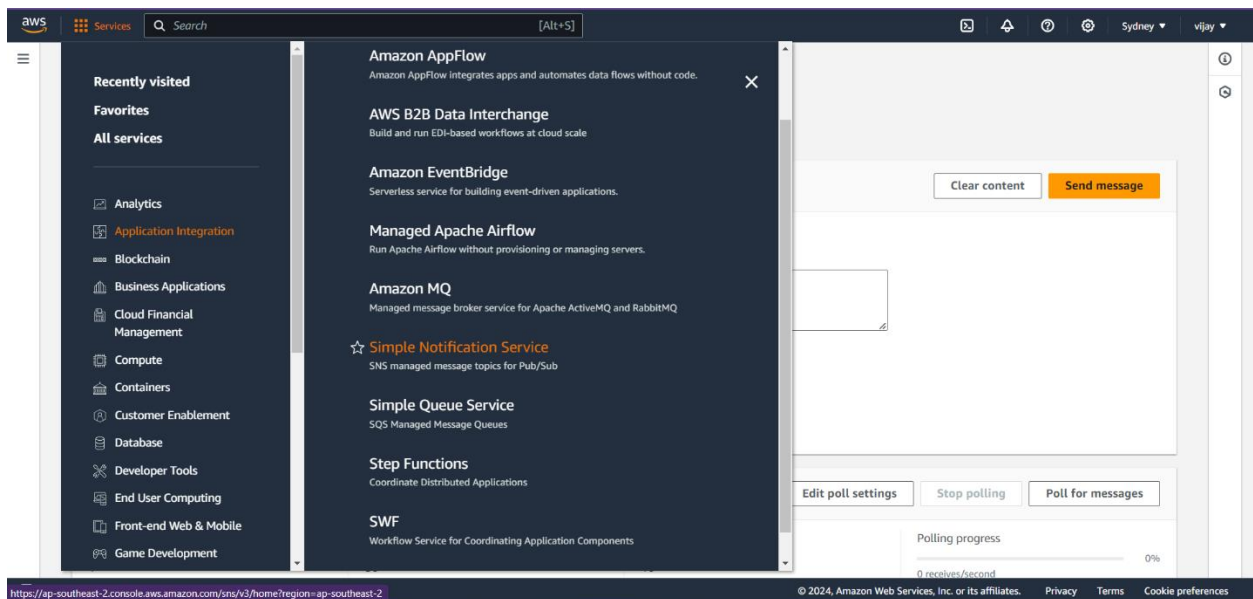 aws
Services
Search
[Alt+S]
Sydney
vijay
Recently visited
Favorites
All services
Analytics
Application Integration
Blockchain
Business Applications
Cloud Financial
Management
Compute
Containers
Customer Enablement
Database
Developer Tools
End User Computing
Front-end Web & Mobile
Game Development
Amazon AppFlow
Amazon AppFlow integrates apps and automates data flows without code.
AWS B2B Data Interchange
Build and run EDI-based workflows at cloud scale
Amazon EventBridge
Serverless service for building event-driven applications.
Managed Apache Airflow
Run Apache Airflow without provisioning or managing servers.
Amazon MQ
Managed message broker service for Apache ActiveMQ and RabbitMQ
Simple Notification Service
SNS managed message topics for Pub/Sub
Simple Queue Service
SQS Managed Message Queues
Step Functions
Coordinate Distributed Applications
SWF
Workflow Service for Coordinating Application Components
Clear content
Send message
Edit poll settings
Stop polling
Poll for messages
Polling progress
0%
0 receives/second
https://ap-southeast-2.console.aws.amazon.com/sns/v3/home?region=ap-southeast-2
© 2024, Amazon Web Services, Inc. or its affiliates.
Privacy
Terms
Cookie preferences